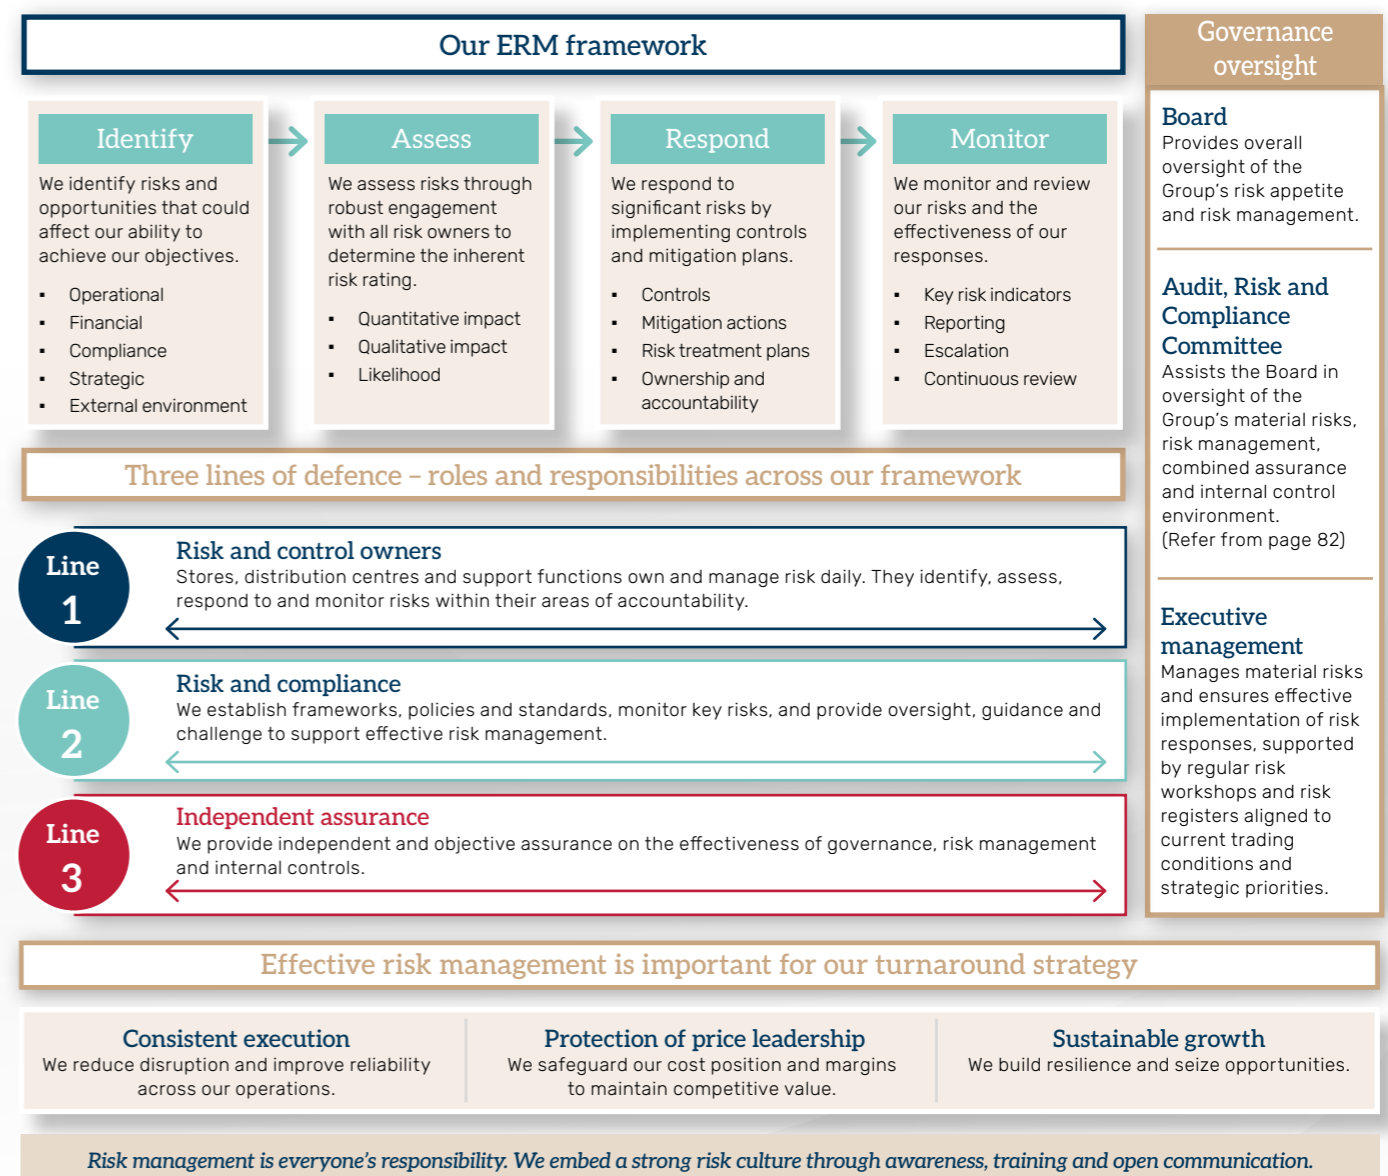 Our ERM framework
Identify
We identify risks and
opportunities that could
affect our ability to
achieve our objectives.
▪ Operational
▪ Financial
▪ Compliance
▪ Strategic
▪ External environment
Assess
We assess risks through
robust engagement
with all risk owners to
determine the inherent
risk rating.
▪ Quantitative impact
▪ Qualitative impact
▪ Likelihood
Respond
We respond to
significant risks by
implementing controls
and mitigation plans.
▪ Controls
▪ Mitigation actions
▪ Risk treatment plans
▪ Ownership and
accountability
Monitor
We monitor and review
our risks and the
effectiveness of our
responses.
▪ Key risk indicators
▪ Reporting
▪ Escalation
▪ Continuous review
Three lines of defence – roles and responsibilities across our framework
Line
1
Risk and control owners
Stores, distribution centres and support functions own and manage risk daily. They identify, assess,
respond to and monitor risks within their areas of accountability.
Line
2
Risk and compliance
We establish frameworks, policies and standards, monitor key risks, and provide oversight, guidance and
challenge to support effective risk management.
Line
3
Independent assurance
We provide independent and objective assurance on the effectiveness of governance, risk management
and internal controls.
Governance
oversight
Board
Provides overall
oversight of the
Group's risk appetite
and risk management.
Audit, Risk and
Compliance
Committee
Assists the Board in
oversight of the
Group's material risks,
risk management,
combined assurance
and internal control
environment.
(Refer from page 82)
Executive
management
Manages material risks
and ensures effective
implementation of risk
responses, supported
by regular risk
workshops and risk
registers aligned to
current trading
conditions and
strategic priorities.
Effective risk management is important for our turnaround strategy
Consistent execution
We reduce disruption and improve reliability
across our operations.
Protection of price leadership
We safeguard our cost position and margins
to maintain competitive value.
Sustainable growth
We build resilience and seize opportunities.
Risk management is everyone's responsibility. We embed a strong risk culture through awareness, training and open communication.